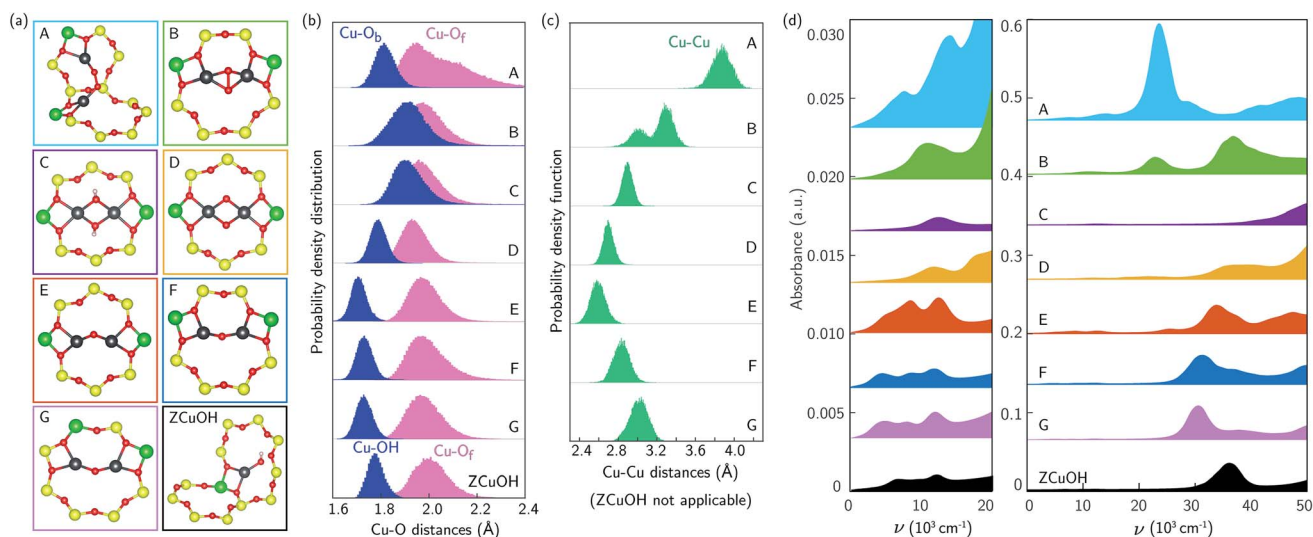 (a)
A
B
C
D
E
F
G
ZCuOH
(b)
Cu-Ob
Cu-Of
A
B
C
D
E
F
G
Cu-OH
Cu-Of
ZCuOH
Probability density distribution
1.6
1.8
2.0
2.2
2.4
Cu-O distances (Å)
(c)
Cu-Cu
A
B
C
D
E
F
G
Probability density function
2.4
2.8
3.2
3.6
4.0
Cu-Cu distances (Å)
(ZCuOH not applicable)
(d)
Absorbance (a.u.)
0.030
0.025
0.020
0.015
0.010
0.005
0
0
10
20
ν (10³ cm⁻¹)
0.6
0.5
0.4
0.3
0.2
0.1
0
A
B
C
D
E
F
G
ZCuOH
10
20
30
40
50
ν (10³ cm⁻¹)